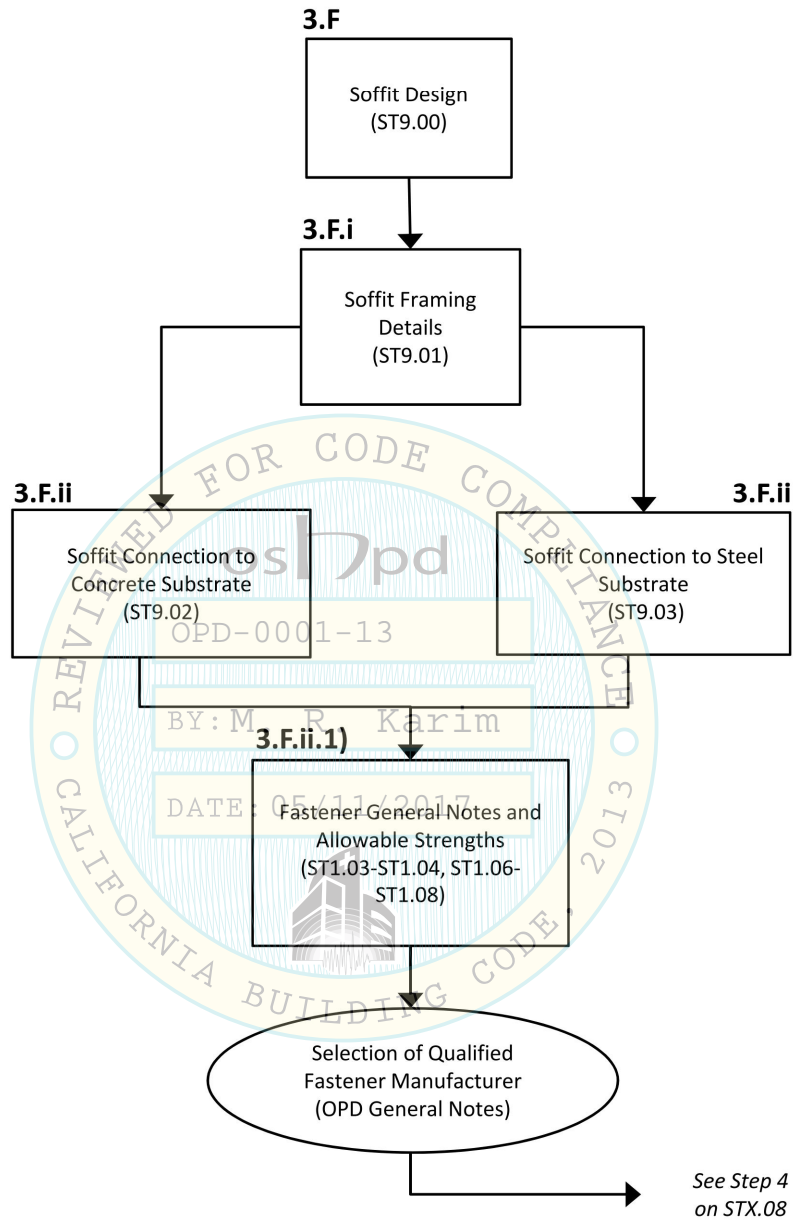 3.F
Soffit Design
(ST9.00)
3.F.i
Soffit Framing
Details
(ST9.01)
3.F.ii
Soffit Connection to
Concrete Substrate
(ST9.02)
3.F.ii
Soffit Connection to Steel
Substrate
(ST9.03)
3.F.ii.1)
Fastener General Notes and
Allowable Strengths
(ST1.03-ST1.04, ST1.06-
ST1.08)
Selection of Qualified
Fastener Manufacturer
(OPD General Notes)
See Step 4
on STX.08
REVIEWED FOR CODE COMPLIANCE
oshpd
OPD-0001-13
BY: M. R. Karim
DATE: 05/11/2017
CALIFORNIA BUILDING CODE, 2013